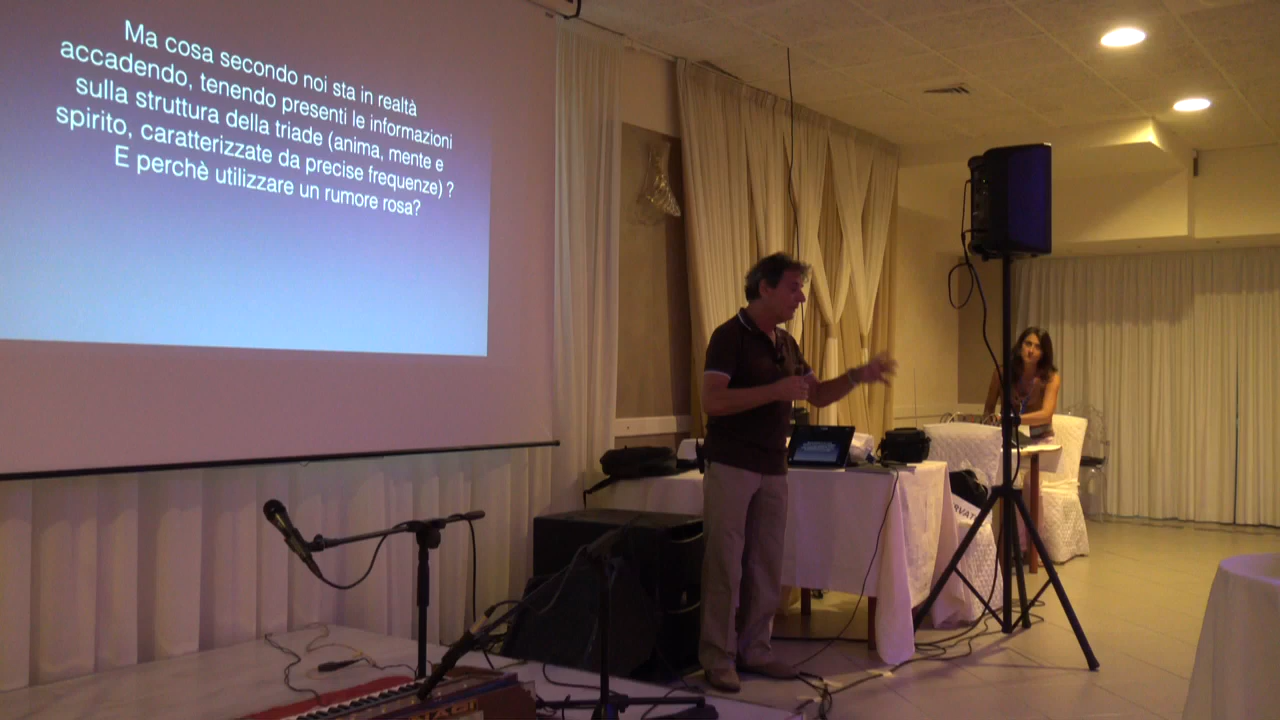 Ma cosa secondo noi sta in realtà
accadendo, tenendo presenti le informazioni
sulla struttura della triade (anima, mente e
spirito, caratterizzate da precise frequenze) ?
E perchè utilizzare un rumore rosa?